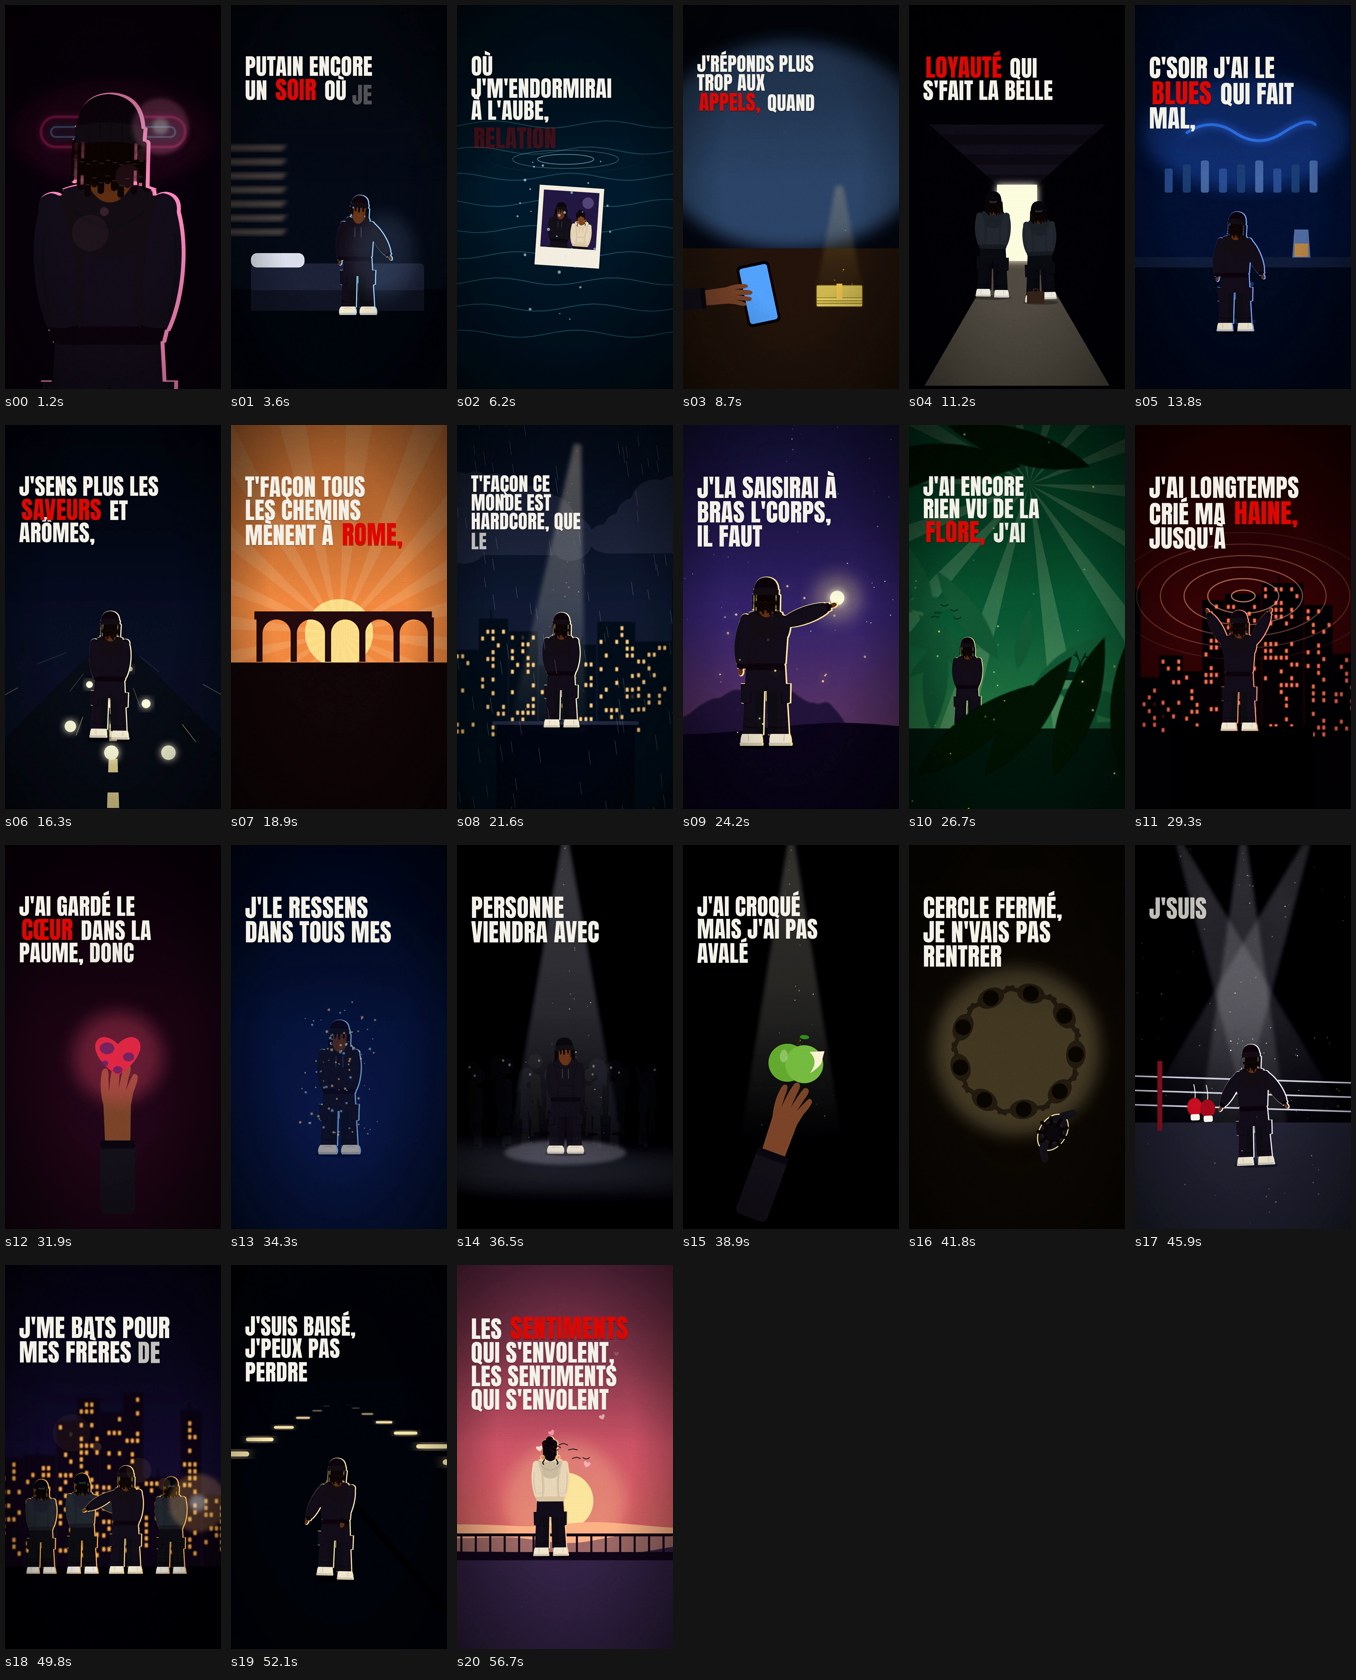 s00 1.2s
PUTAIN ENCORE
UN SOIR OÙ JE
s01 3.6s
OÙ
J'M'ENDORMIRAI
À L'AUBE,
RELATION
s02 6.2s
J'RÉPONDS PLUS
TROP AUX
APPELS, QUAND
s03 8.7s
LOYAUTÉ QUI
S'FAIT LA BELLE
s04 11.2s
C'SOIR J'AI LE
BLUES QUI FAIT
MAL,
s05 13.8s
J'SENS PLUS LES
SAVEURS ET
ARÔMES,
s06 16.3s
T'FAÇON TOUS
LES CHEMINS
MÈNENT À ROME,
s07 18.9s
T'FAÇON CE
MONDE EST
HARDCORE, QUE
LE
s08 21.6s
J'LA SAISIRAI À
BRAS L'CORPS,
IL FAUT
s09 24.2s
J'AI ENCORE
RIEN VU DE LA
FLORE, J'AI
s10 26.7s
J'AI LONGTEMPS
CRIÉ MA HAINE,
JUSQU'À
s11 29.3s
J'AI GARDÉ LE
CŒUR DANS LA
PAUME, DONC
s12 31.9s
J'LE RESSENS
DANS TOUS MES
s13 34.3s
PERSONNE
VIENDRA AVEC
s14 36.5s
J'AI CROQUÉ
MAIS J'AI PAS
AVALÉ
s15 38.9s
CERCLE FERMÉ,
JE N'VAIS PAS
RENTRER
s16 41.8s
J'SUIS
s17 45.9s
J'ME BATS POUR
MES FRÈRES DE
s18 49.8s
J'SUIS BAISÉ,
J'PEUX PAS
PERDRE
s19 52.1s
LES SENTIMENTS
QUI S'ENVOLENT,
LES SENTIMENTS
QUI S'ENVOLENT
s20 56.7s